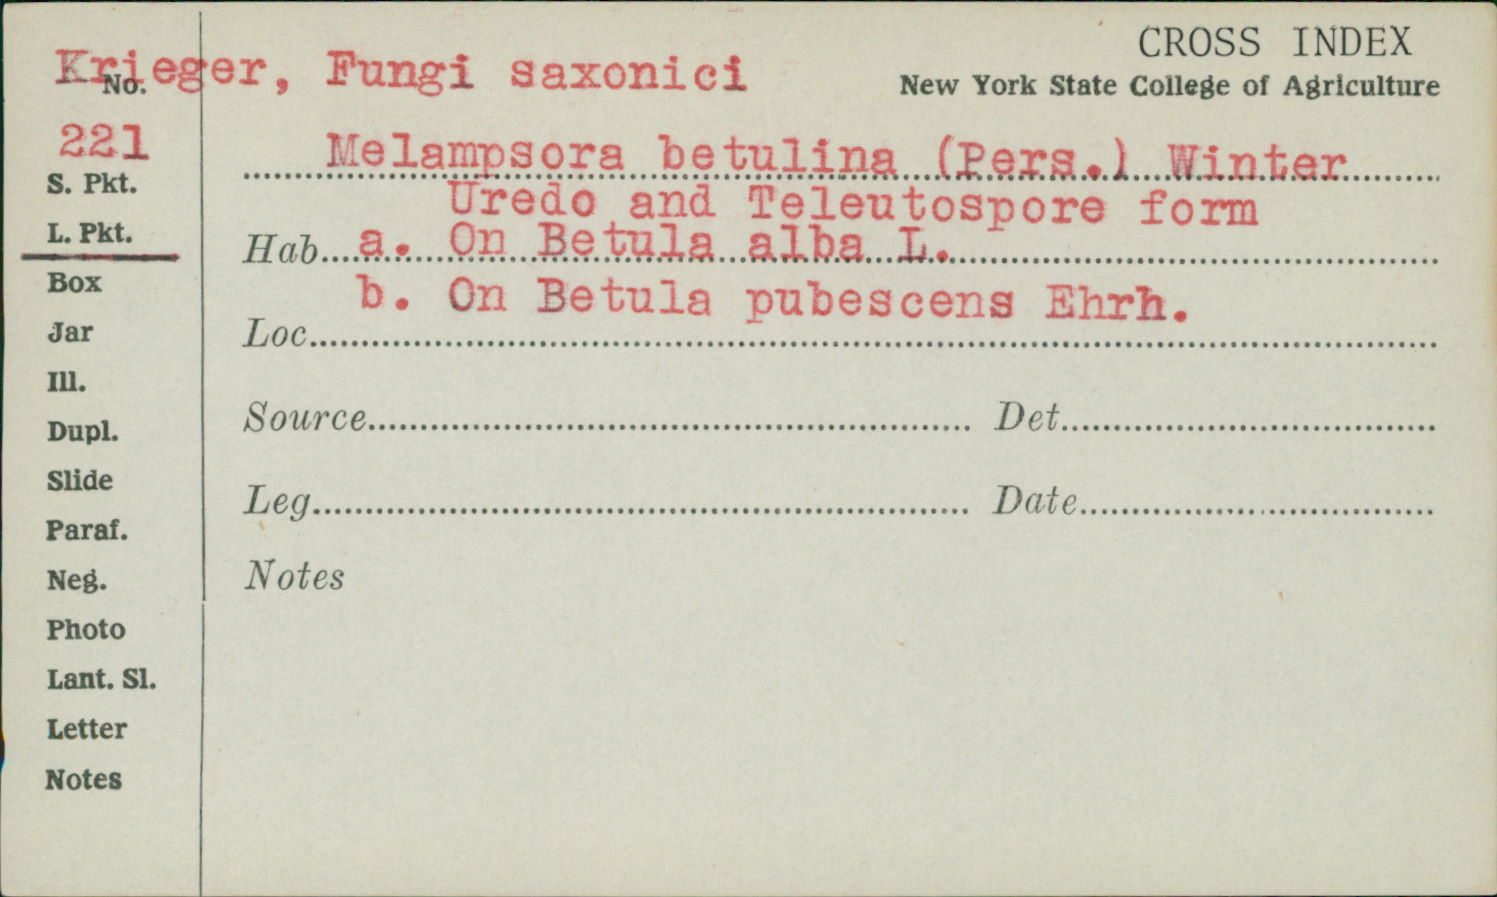 CROSS INDEX
Krieger, Fungi saxonici
No.
New York State College of Agriculture
221
Melampsora betulina (Pers.) Winter
S. Pkt.
Uredo and Teleutospore form
L. Pkt.
Hab. a. On Betula alba L.
Box
b. On Betula pubescens Ehrh.
Jar
Loc.
Ill.
Source
Det.
Dupl.
Slide
Leg.
Date
Paraf.
Neg.
Notes
Photo
Lant. Sl.
Letter
Notes